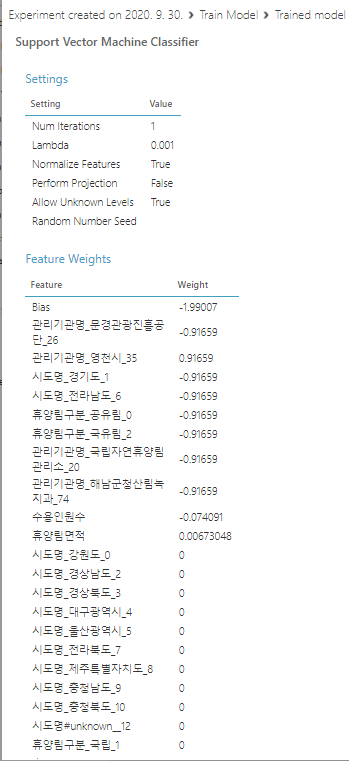 Experiment created on 2020. 9. 30. ❯ Train Model ❯ Trained model
Support Vector Machine Classifier
Settings
Setting Value
Num Iterations 1
Lambda 0.001
Normalize Features True
Perform Projection False
Allow Unknown Levels True
Random Number Seed
Feature Weights
Feature Weight
Bias -1.99007
관리기관명_문경관광진흥공
단_26 -0.91659
관리기관명_영천시_35 0.91659
시도명_경기도_1 -0.91659
시도명_전라남도_6 -0.91659
휴양림구분_공유림_0 -0.91659
휴양림구분_국유림_2 -0.91659
관리기관명_국립자연휴양림
관리소_20 -0.91659
관리기관명_해남군청산림녹
지과_74 -0.91659
수용인원수 -0.074091
휴양림면적 0.00673048
시도명_강원도_0 0
시도명_경상남도_2 0
시도명_경상북도_3 0
시도명_대구광역시_4 0
시도명_울산광역시_5 0
시도명_전라북도_7 0
시도명_제주특별자치도_8 0
시도명_충청남도_9 0
시도명_충청북도_10 0
시도명#unknown_12 0
휴양림구분_국립_1 0